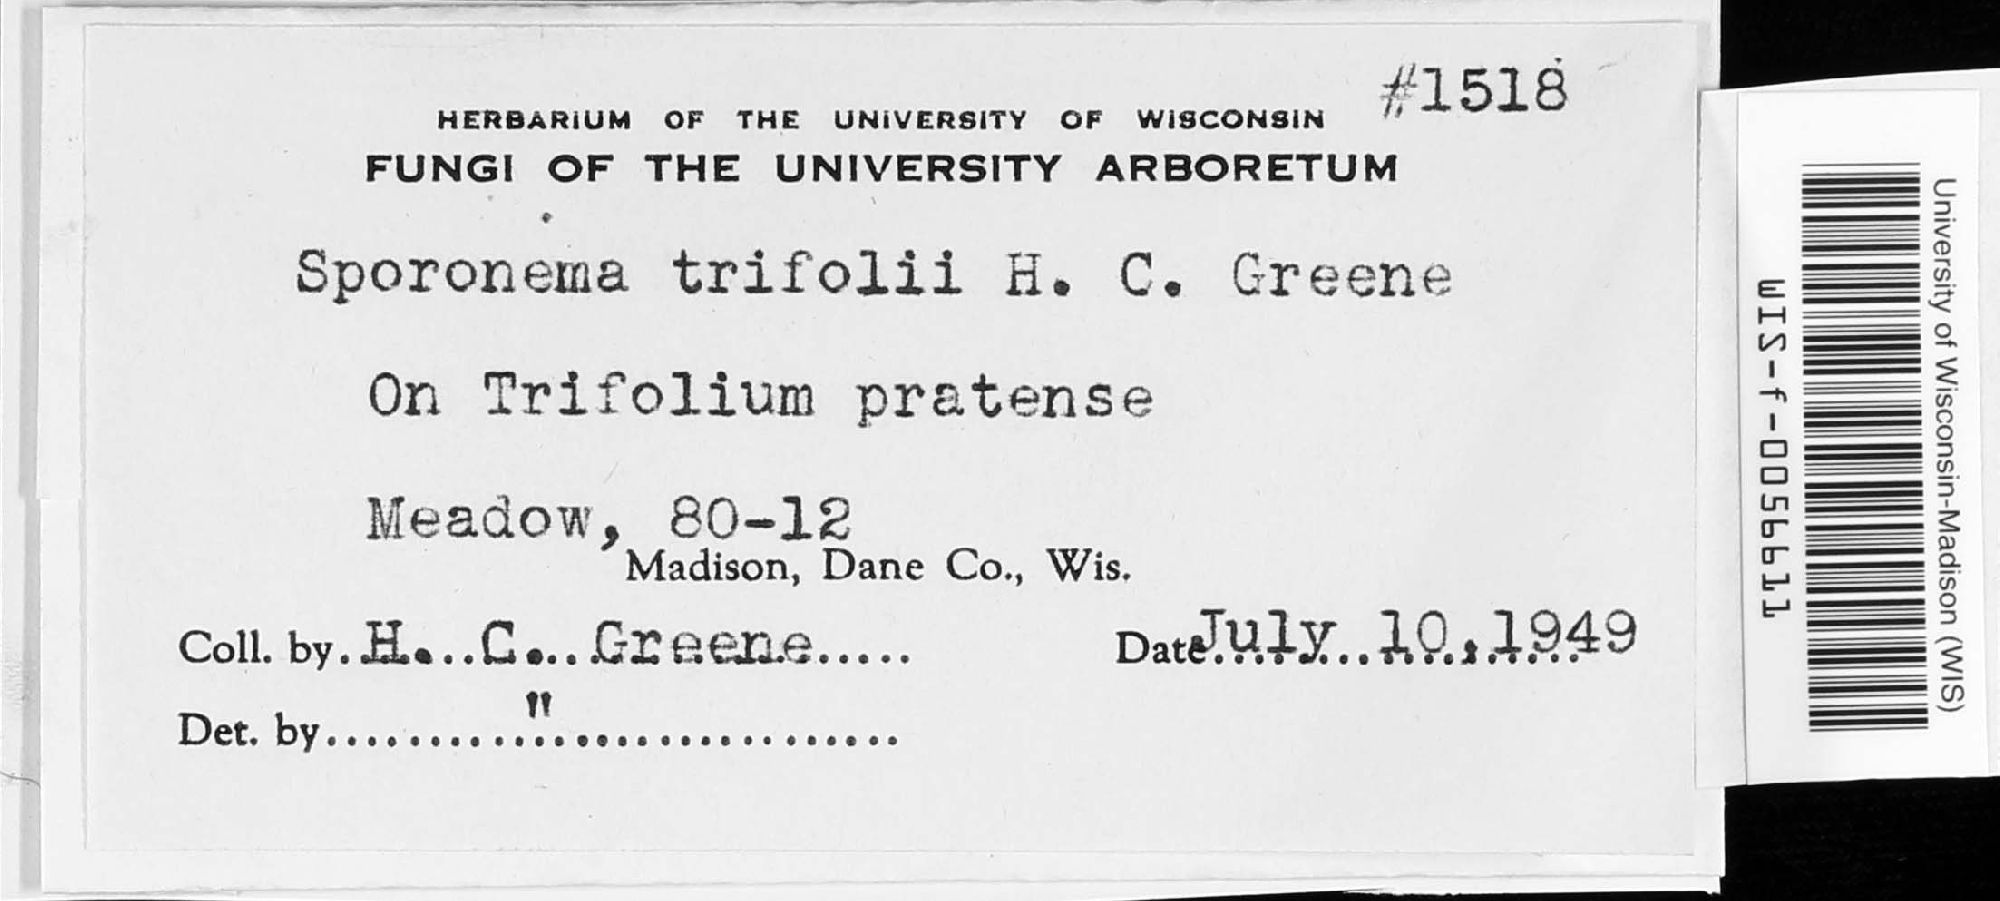 #1518
HERBARIUM OF THE UNIVERSITY OF WISCONSIN
FUNGI OF THE UNIVERSITY ARBORETUM
Sporonema trifolii H. C. Greene
On Trifolium pratense
Meadow, 80-12
Madison, Dane Co., Wis.
Coll. by. H. C. Greene..... Date July 10, 1949
Det. by..........."..................
University of Wisconsin-Madison (WIS)
WIS-f-0056611